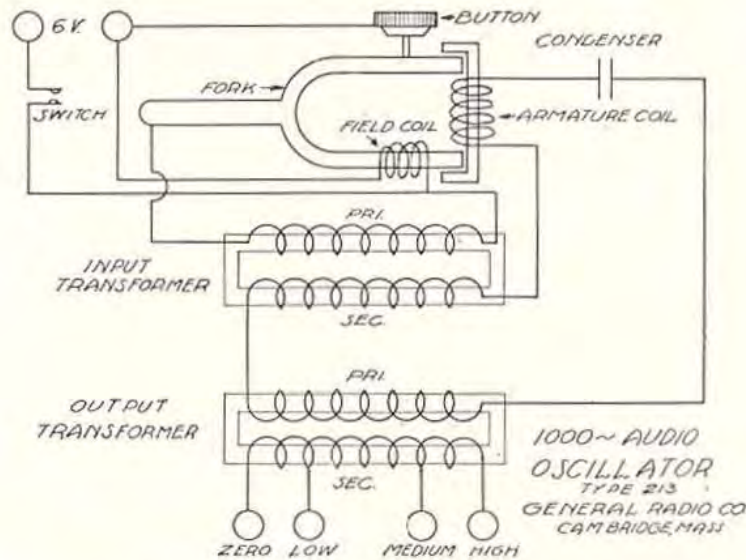 6 V.
BUTTON
CONDENSER
FORK
SWITCH
FIELD COIL
ARMATURE COIL
PRI.
INPUT
TRANSFORMER
SEC.
PRI.
OUTPUT
TRANSFORMER
SEC.
1000~ AUDIO
OSCILLATOR
TYPE 213
GENERAL RADIO CO
CAMBRIDGE, MASS
ZERO LOW MEDIUM HIGH